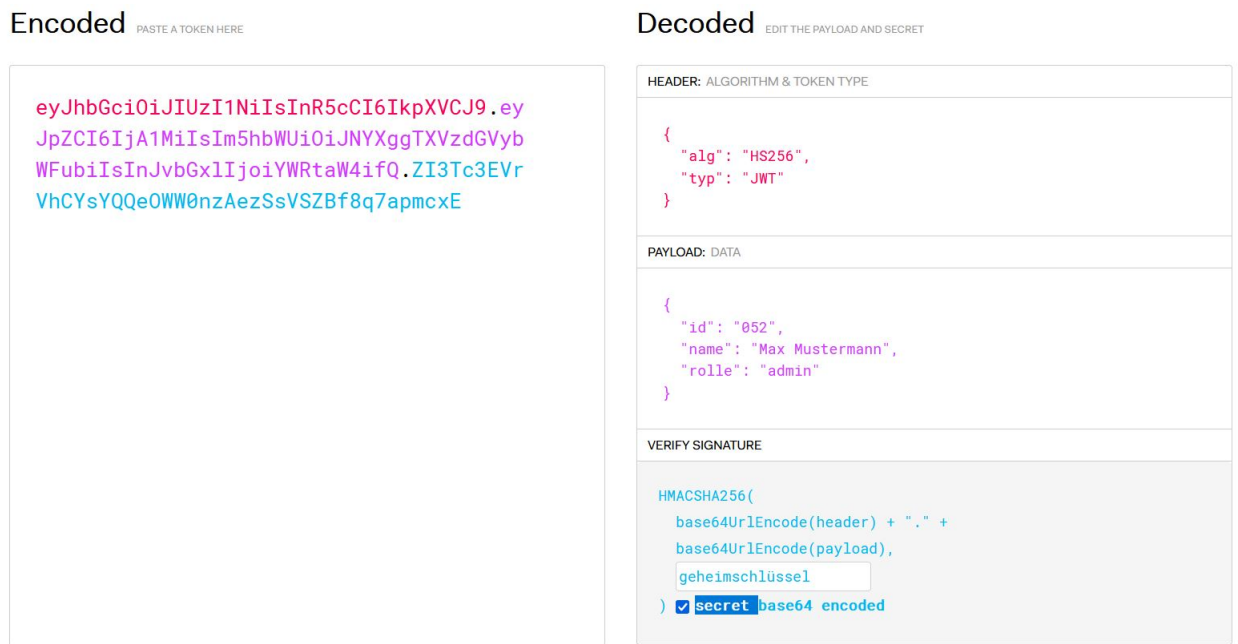 Encoded PASTE A TOKEN HERE
eyJhbGciOiJIUzI1NiIsInR5cCI6IkpXVCJ9.ey
JpZCI6IjA1MiIsIm5hbWUiOiJNYXggTXVzdGVyb
WFubiIsInJvbGxlIjoiYWRtaW4ifQ.ZI3Tc3EVr
VhCYsYQQeOWW0nzAezSsVSZBf8q7apmcxE
Decoded EDIT THE PAYLOAD AND SECRET
HEADER: ALGORITHM & TOKEN TYPE
{
"alg": "HS256",
"typ": "JWT"
}
PAYLOAD: DATA
{
"id": "052",
"name": "Max Mustermann",
"rolle": "admin"
}
VERIFY SIGNATURE
HMACSHA256(
base64UrlEncode(header) + "." +
base64UrlEncode(payload),
geheimschlüssel
) secret base64 encoded